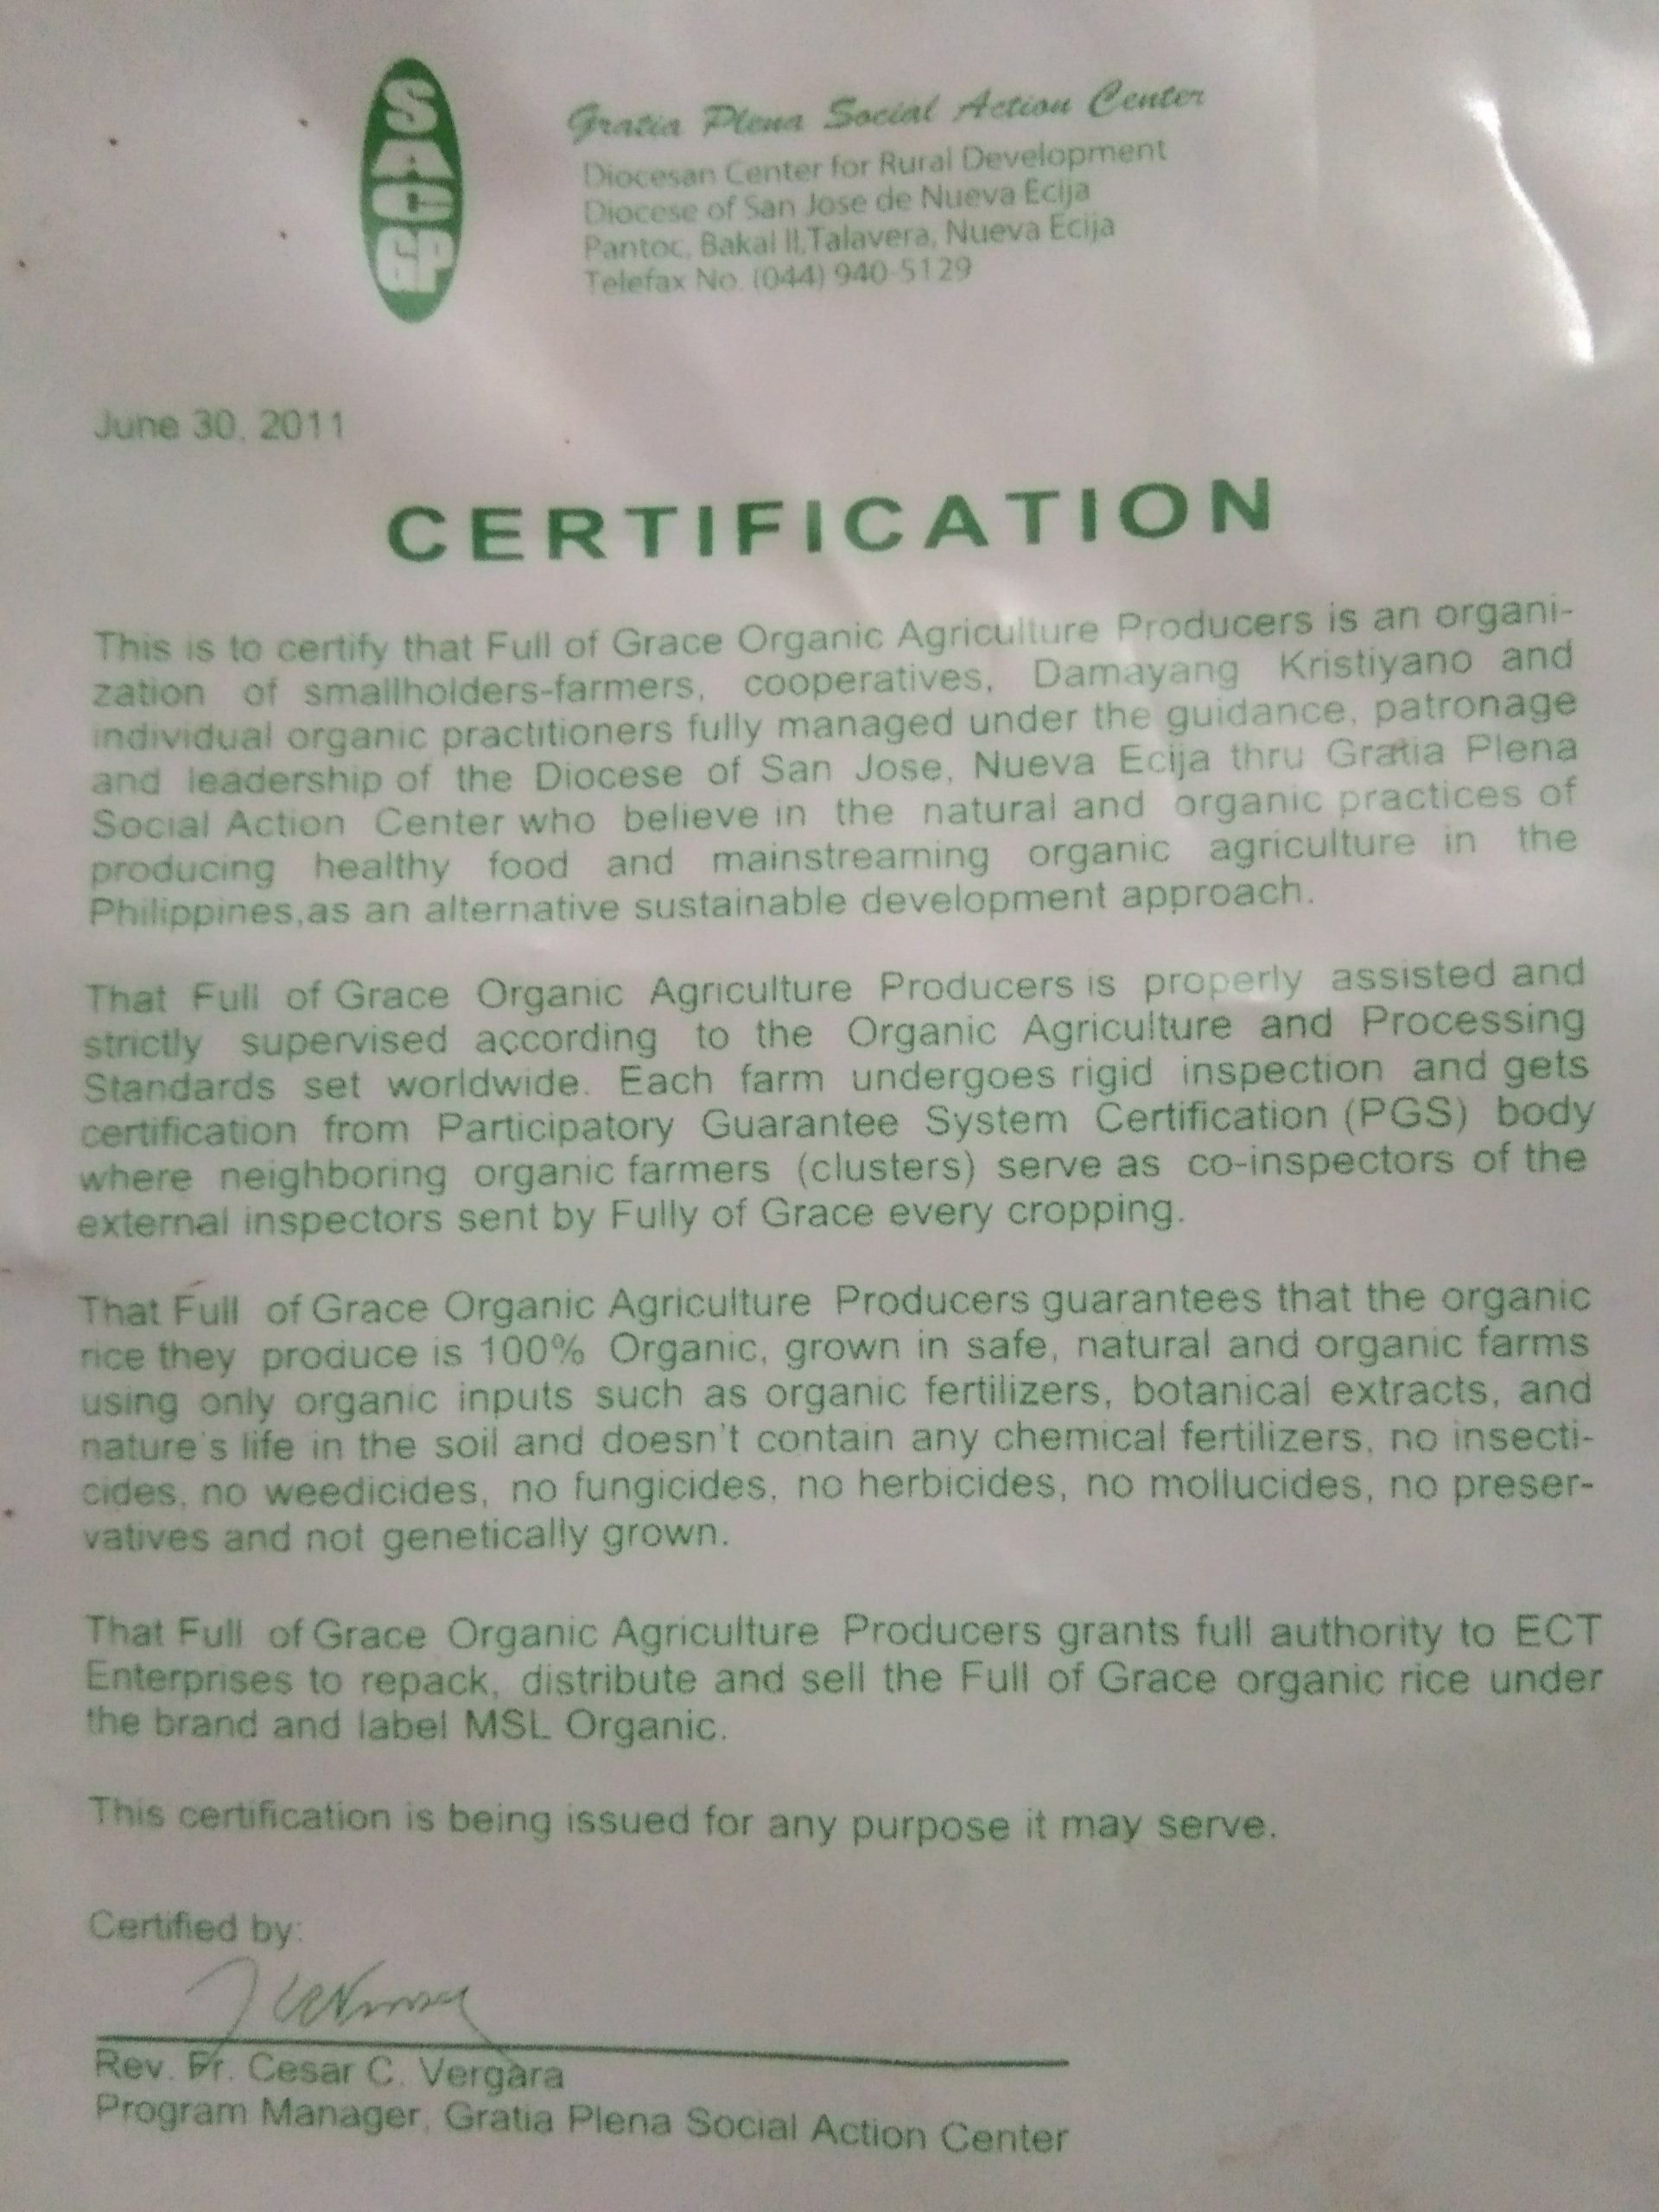 SAC
GP
Gratia Plena Social Action Center
Diocesan Center for Rural Development
Diocese of San Jose de Nueva Ecija
Pantoc, Bakal II,Talavera, Nueva Ecija
Telefax No. (044) 940-5129
June 30, 2011
CERTIFICATION
This is to certify that Full of Grace Organic Agriculture Producers is an organi-
zation of smallholders-farmers, cooperatives, Damayang Kristiyano and
individual organic practitioners fully managed under the guidance, patronage
and leadership of the Diocese of San Jose, Nueva Ecija thru Gratia Plena
Social Action Center who believe in the natural and organic practices of
producing healthy food and mainstreaming organic agriculture in the
Philippines,as an alternative sustainable development approach.
That Full of Grace Organic Agriculture Producers is properly assisted and
strictly supervised according to the Organic Agriculture and Processing
Standards set worldwide. Each farm undergoes rigid inspection and gets
certification from Participatory Guarantee System Certification (PGS) body
where neighboring organic farmers (clusters) serve as co-inspectors of the
external inspectors sent by Fully of Grace every cropping.
That Full of Grace Organic Agriculture Producers guarantees that the organic
rice they produce is 100% Organic, grown in safe, natural and organic farms
using only organic inputs such as organic fertilizers, botanical extracts, and
nature's life in the soil and doesn't contain any chemical fertilizers, no insecti-
cides, no weedicides, no fungicides, no herbicides, no mollucides, no preser-
vatives and not genetically grown.
That Full of Grace Organic Agriculture Producers grants full authority to ECT
Enterprises to repack, distribute and sell the Full of Grace organic rice under
the brand and label MSL Organic.
This certification is being issued for any purpose it may serve.
Certified by:
Rev. Fr. Cesar C. Vergara
Program Manager, Gratia Plena Social Action Center